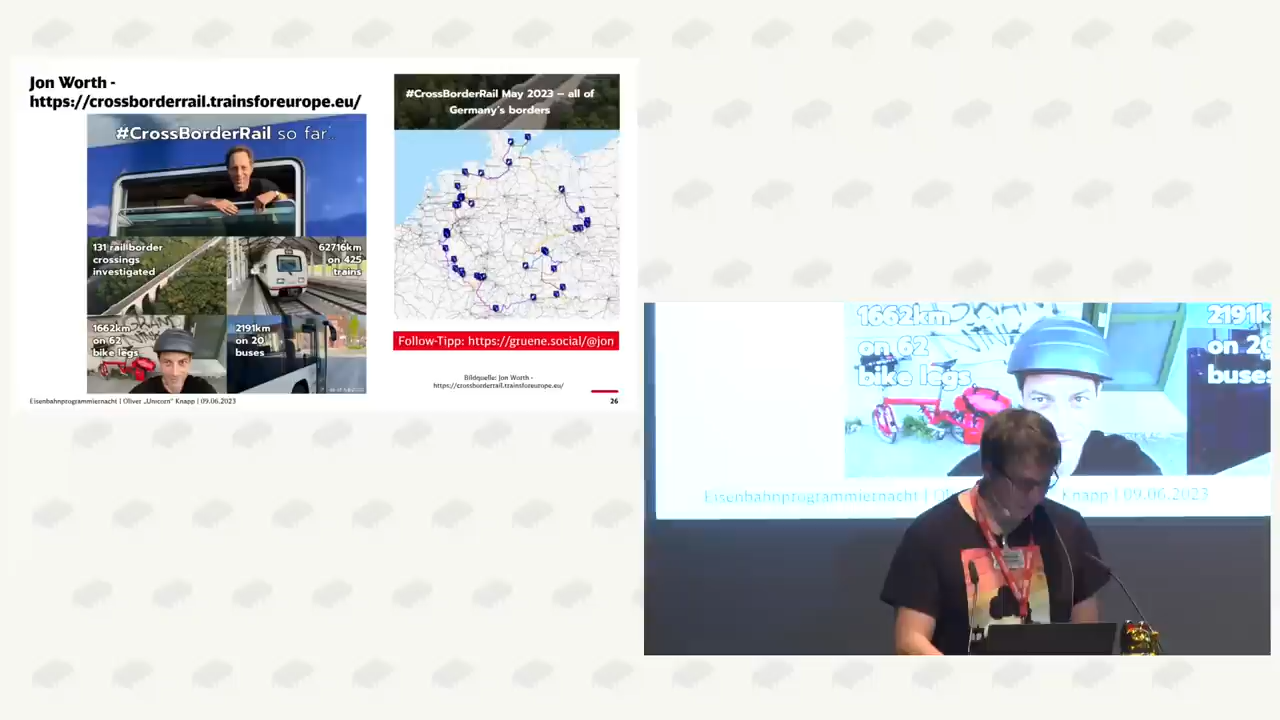 Jon Worth -
https://crossborderrail.trainsforeurope.eu/
#CrossBorderRail so far...
131 rail border
crossings
investigated
62716km
on 425
trains
1662km
on 62
bike legs
2191km
on 20
buses
#CrossBorderRail May 2023 – all of
Germany's borders
Follow-Tipp: https://gruene.social/@jon
Bildquelle: Jon Worth -
https://crossborderrail.trainsforeurope.eu/
Eisenbahnprogrammiernacht | Oliver „Unicorn“ Knapp | 09.06.2023
26
1662km
on 62
bike legs
2191k
on 20
buses
Eisenbahnprogrammiernacht | Ol
Knapp | 09.06.2023